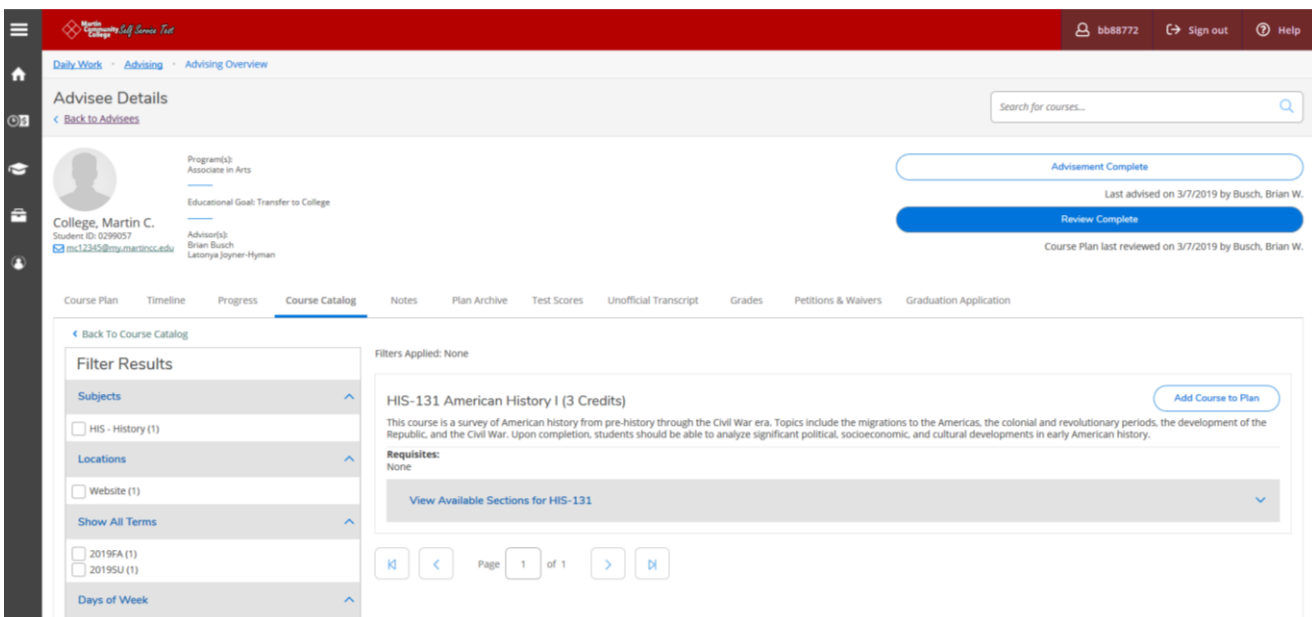 Martin Community College Self Service Test
bb88772
Sign out
Help
Daily Work · Advising · Advising Overview
Advisee Details
Back to Advisees
Search for courses...
College, Martin C.
Student ID: 0299057
mc12345@my.martincc.edu
Program(s):
Associate in Arts
Educational Goal: Transfer to College
Advisor(s):
Brian Busch
Latonya Joyner-Hyman
Advisement Complete
Last advised on 3/7/2019 by Busch, Brian W.
Review Complete
Course Plan last reviewed on 3/7/2019 by Busch, Brian W.
Course Plan Timeline Progress Course Catalog Notes Plan Archive Test Scores Unofficial Transcript Grades Petitions & Waivers Graduation Application
Back To Course Catalog
Filter Results
Subjects
HIS - History (1)
Locations
Website (1)
Show All Terms
2019FA (1)
2019SU (1)
Days of Week
Filters Applied: None
HIS-131 American History I (3 Credits)
Add Course to Plan
This course is a survey of American history from pre-history through the Civil War era. Topics include the migrations to the Americas, the colonial and revolutionary periods, the development of the
Republic, and the Civil War. Upon completion, students should be able to analyze significant political, socioeconomic, and cultural developments in early American history.
Requisites:
None
View Available Sections for HIS-131
Page 1 of 1